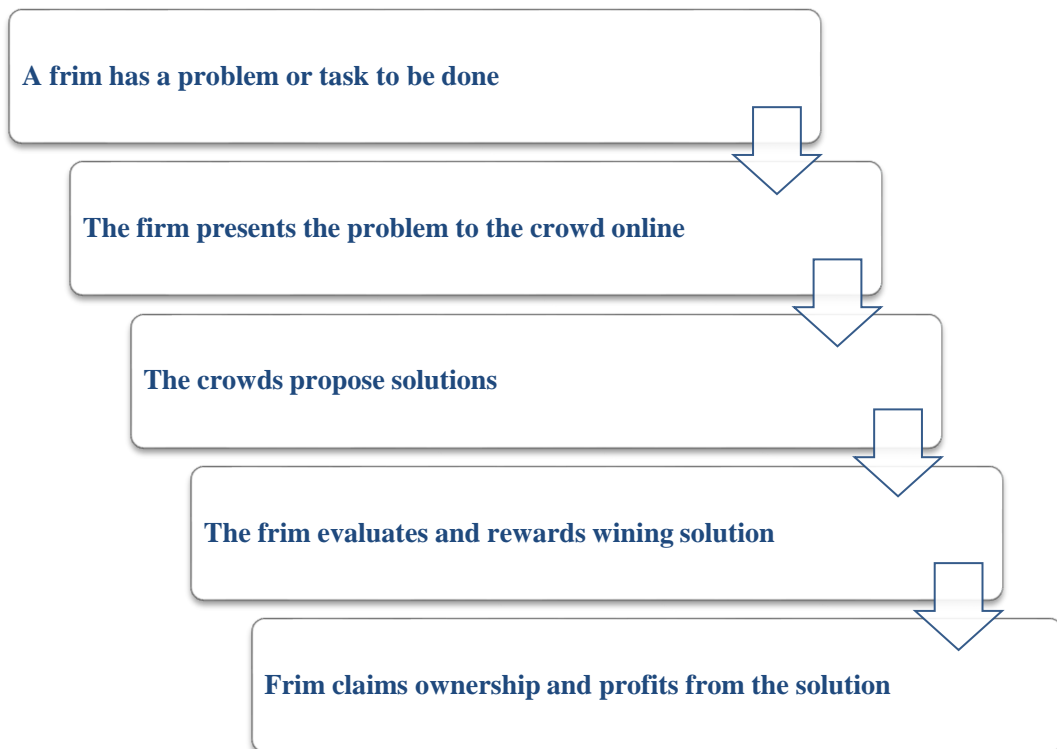 A frim has a problem or task to be done
The firm presents the problem to the crowd online
The crowds propose solutions
The frim evaluates and rewards wining solution
Frim claims ownership and profits from the solution